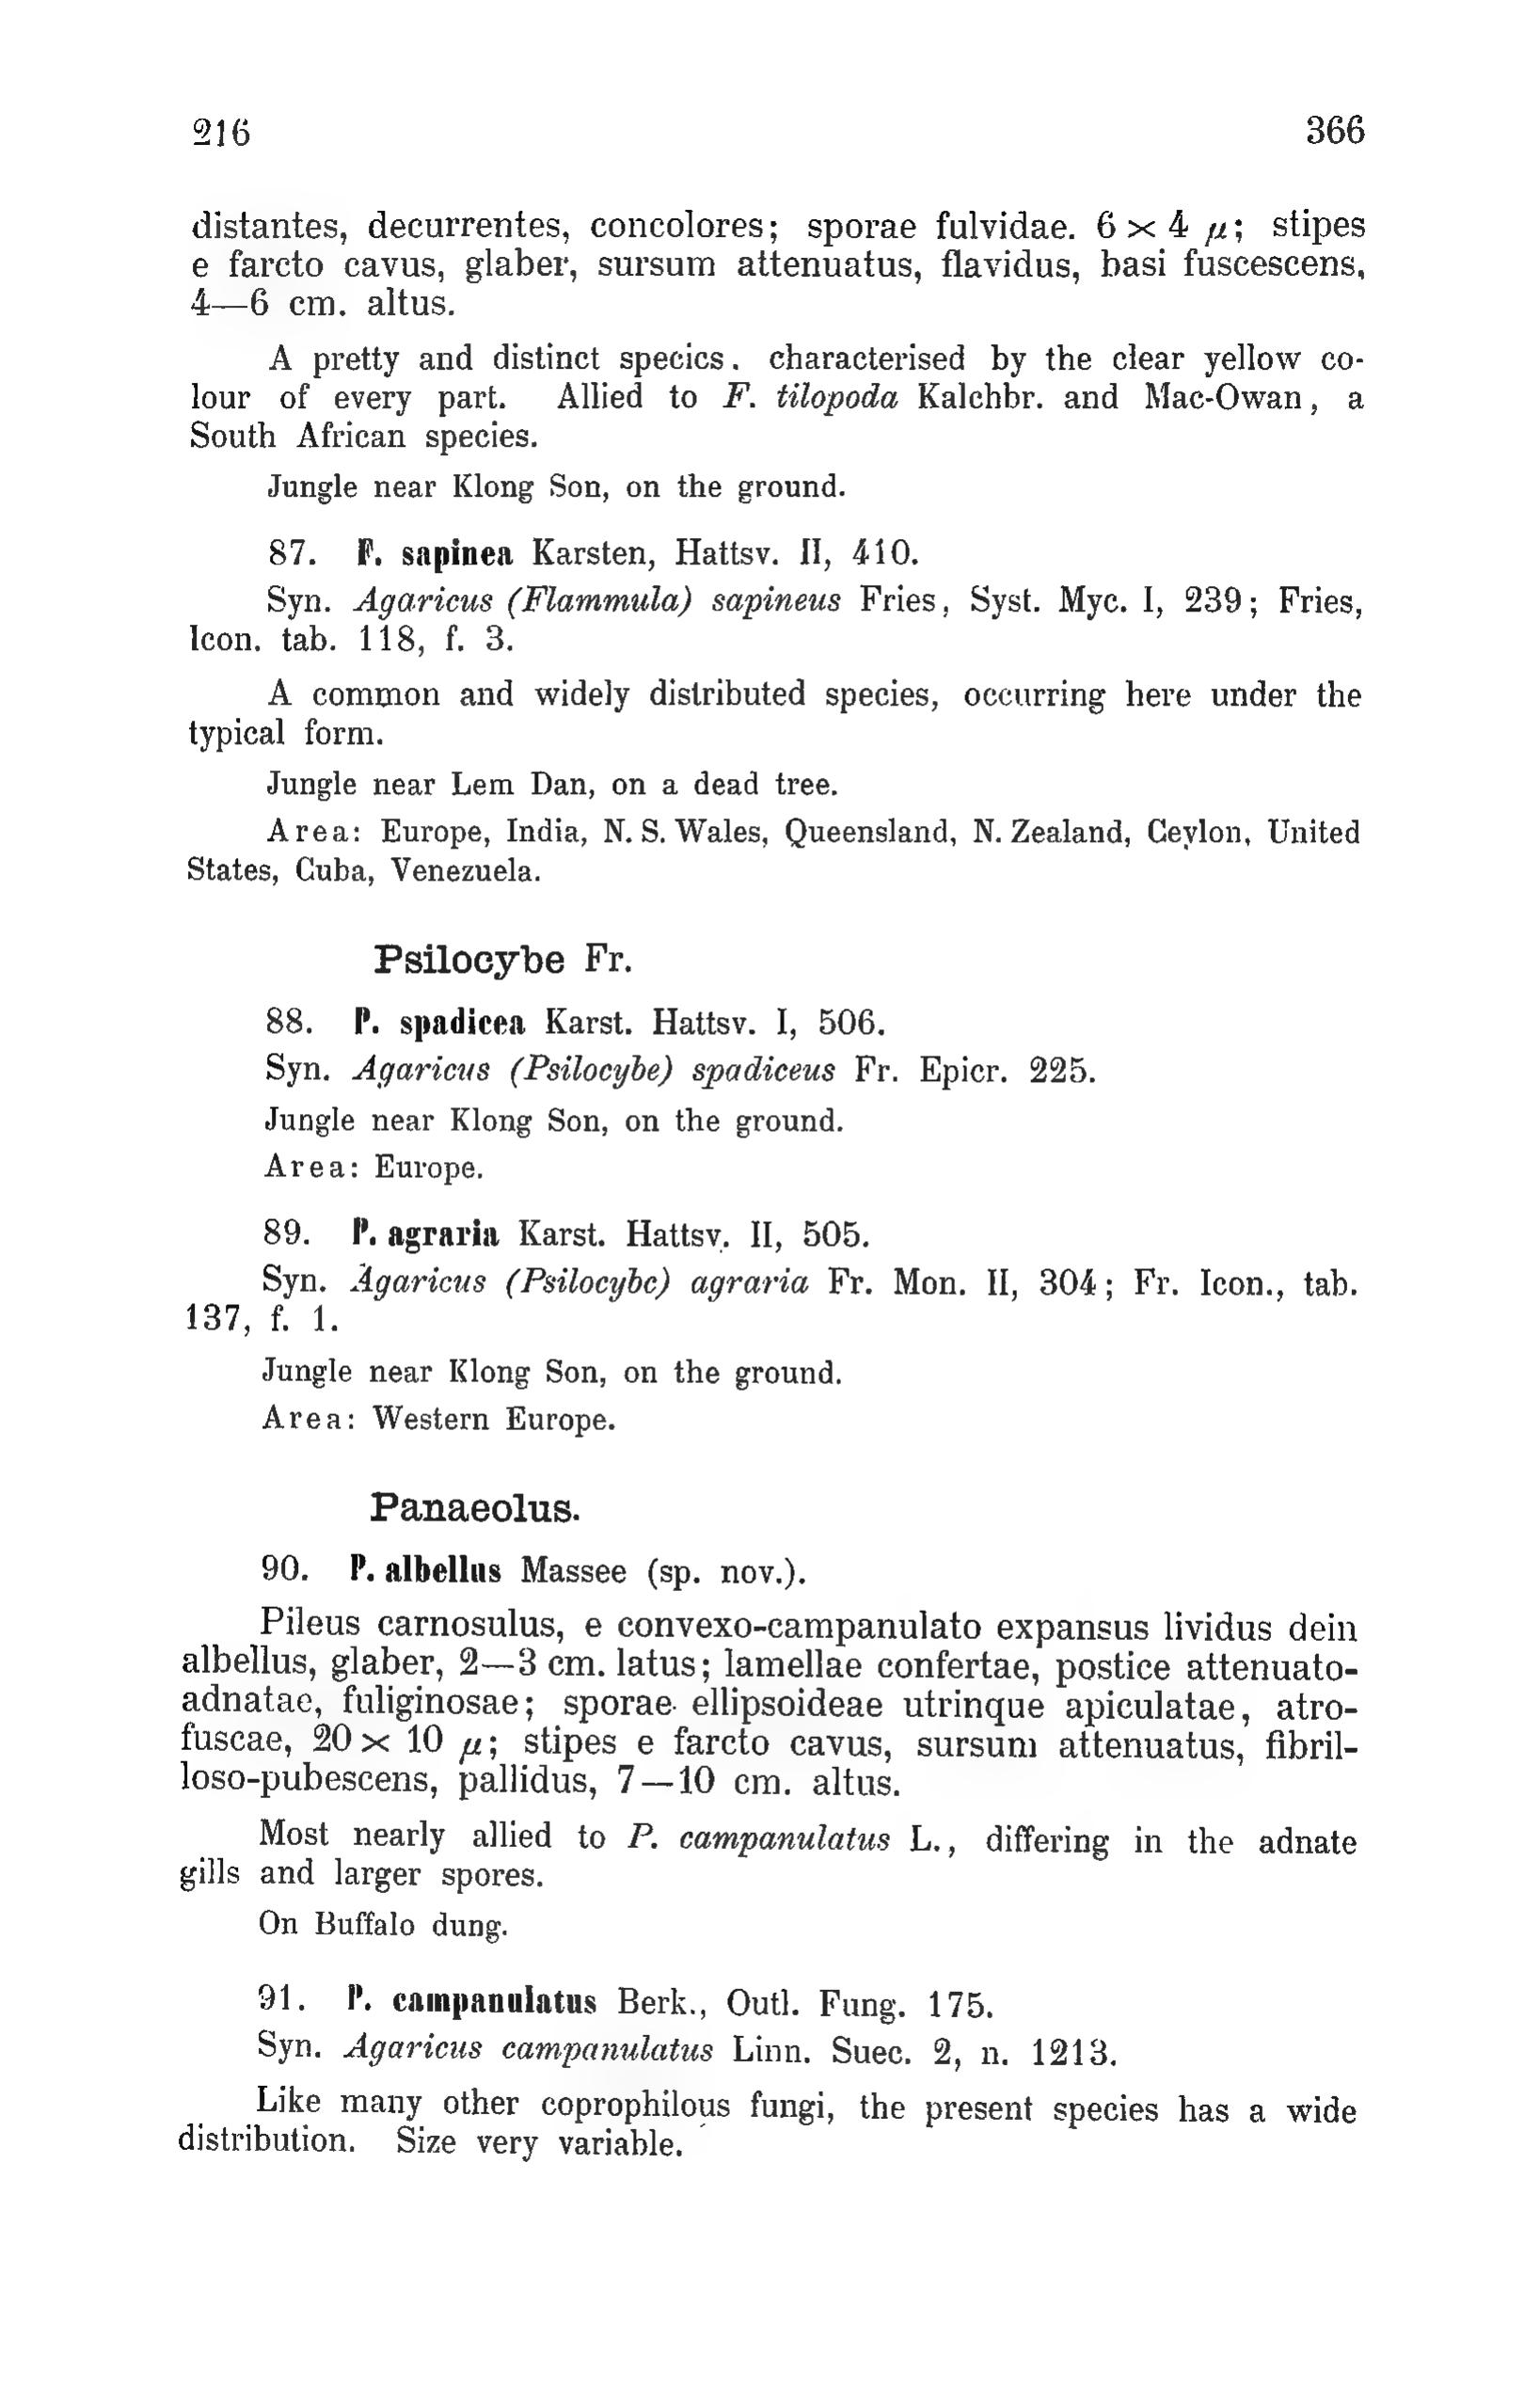 216 366
distantes, decurrentes, concolores; sporae fulvidae. 6 × 4 μ; stipes
e farcto cavus, glaber, sursum attenuatus, flavidus, basi fuscescens,
4—6 cm. altus.
A pretty and distinct species. characterised by the clear yellow co-
lour of every part. Allied to F. tilopoda Kalchbr. and Mac-Owan, a
South African species.
Jungle near Klong Son, on the ground.
87. F. sapinea Karsten, Hattsv. II, 410.
Syn. Agaricus (Flammula) sapineus Fries, Syst. Myc. I, 239; Fries,
Icon. tab. 118, f. 3.
A common and widely distributed species, occurring here under the
typical form.
Jungle near Lem Dan, on a dead tree.
Area: Europe, India, N. S. Wales, Queensland, N. Zealand, Ceylon, United
States, Cuba, Venezuela.
Psilocybe Fr.
88. P. spadicea Karst. Hattsv. I, 506.
Syn. Agaricus (Psilocybe) spadiceus Fr. Epicr. 225.
Jungle near Klong Son, on the ground.
Area: Europe.
89. P. agraria Karst. Hattsv. II, 505.
Syn. Agaricus (Psilocybe) agraria Fr. Mon. II, 304; Fr. Icon., tab.
137, f. 1.
Jungle near Klong Son, on the ground.
Area: Western Europe.
Panaeolus.
90. P. albellus Massee (sp. nov.).
Pileus carnosulus, e convexo-campanulato expansus lividus dein
albellus, glaber, 2—3 cm. latus; lamellae confertae, postice attenuato-
adnatae, fuliginosae; sporae ellipsoideae utrinque apiculatae, atro-
fuscae, 20 × 10 μ; stipes e farcto cavus, sursum attenuatus, fibril-
loso-pubescens, pallidus, 7—10 cm. altus.
Most nearly allied to P. campanulatus L., differing in the adnate
gills and larger spores.
On Buffalo dung.
91. P. campanulatus Berk., Outl. Fung. 175.
Syn. Agaricus campanulatus Linn. Suec. 2, n. 1213.
Like many other coprophilous fungi, the present species has a wide
distribution. Size very variable.